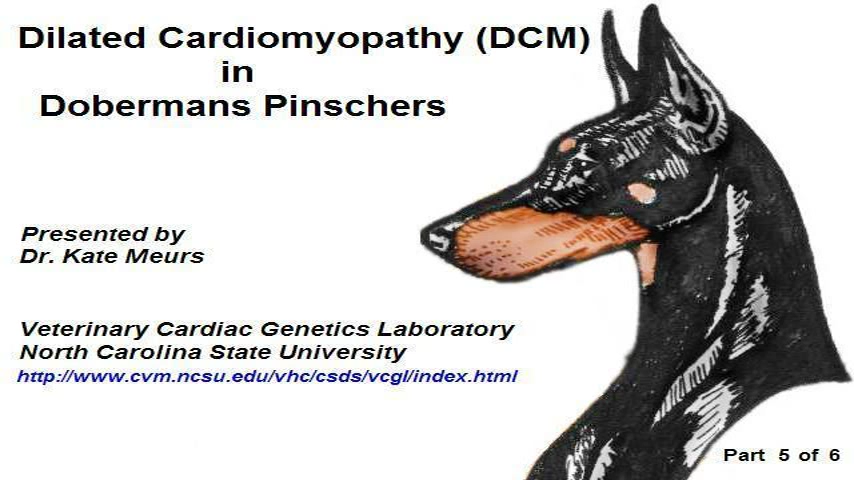 Dilated Cardiomyopathy (DCM)
in
Dobermans Pinschers
Presented by
Dr. Kate Meurs
Veterinary Cardiac Genetics Laboratory
North Carolina State University
http://www.cvm.ncsu.edu/vhc/csds/vcgl/index.html
Part 5 of 6